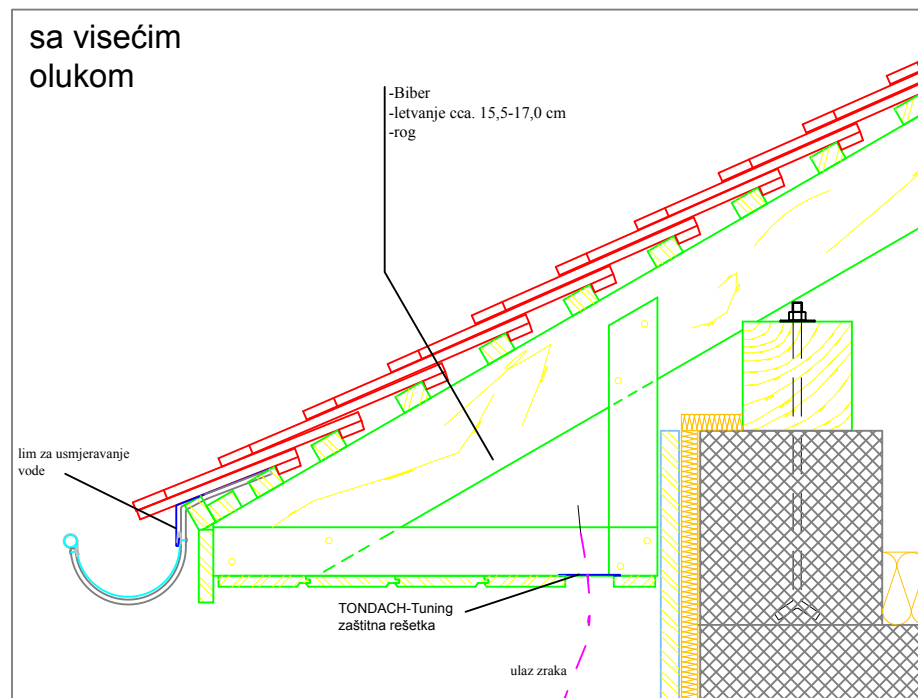 sa visećim
olukom
-Biber
-letvanje cca. 15,5-17,0 cm
-rog
lim za usmjeravanje
vode
TONDACH-Tuning
zaštitna rešetka
ulaz zraka